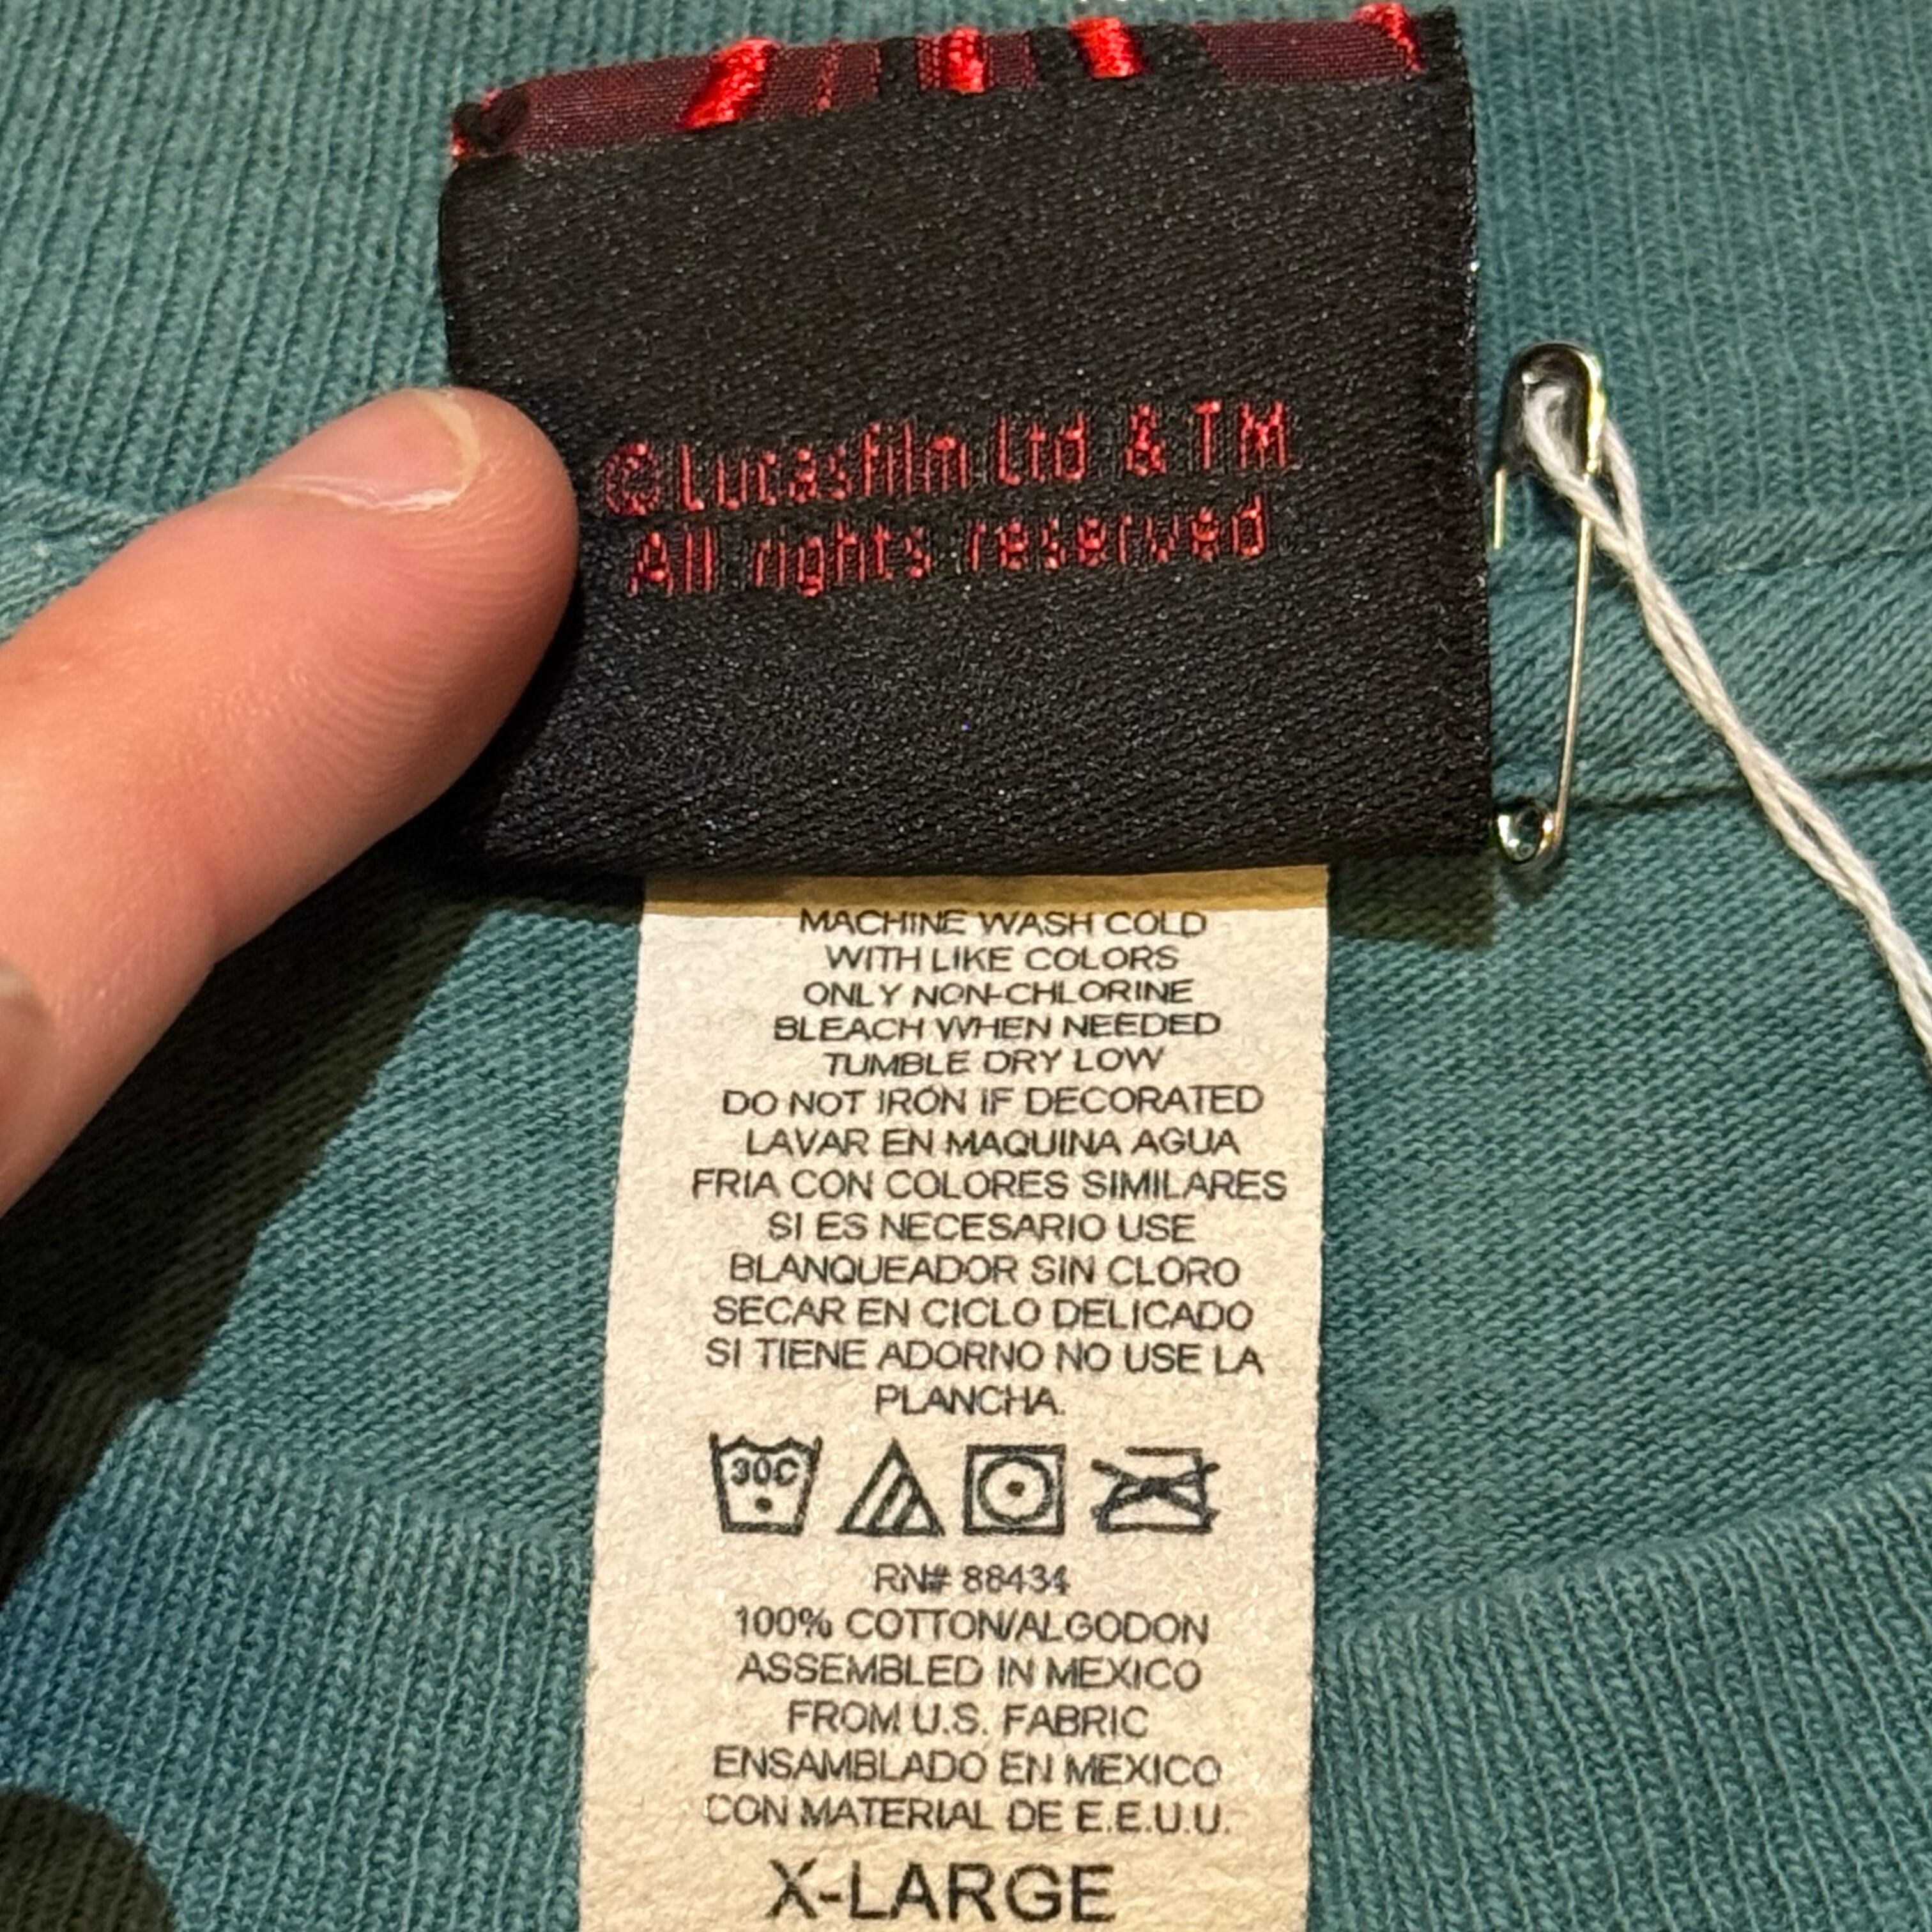 ©Lucasfilm Ltd & TM
All rights reserved
MACHINE WASH COLD
WITH LIKE COLORS
ONLY NON-CHLORINE
BLEACH WHEN NEEDED
TUMBLE DRY LOW
DO NOT IRON IF DECORATED
LAVAR EN MAQUINA AGUA
FRIA CON COLORES SIMILARES
SI ES NECESARIO USE
BLANQUEADOR SIN CLORO
SECAR EN CICLO DELICADO
SI TIENE ADORNO NO USE LA
PLANCHA.
30C
RN# 88434
100% COTTON/ALGODON
ASSEMBLED IN MEXICO
FROM U.S. FABRIC
ENSAMBLADO EN MEXICO
CON MATERIAL DE E.E.U.U.
X-LARGE